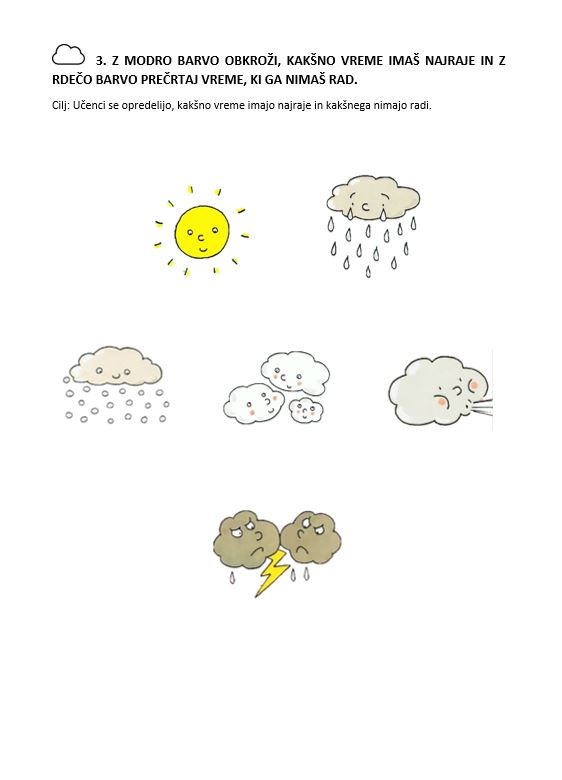 3. Z MODRO BARVO OBKROŽI, KAKŠNO VREME IMAŠ NAJRAJE IN Z
RDEČO BARVO PREČRTAJ VREME, KI GA NIMAŠ RAD.
Cilj: Učenci se opredelijo, kakšno vreme imajo najraje in kakšnega nimajo radi.